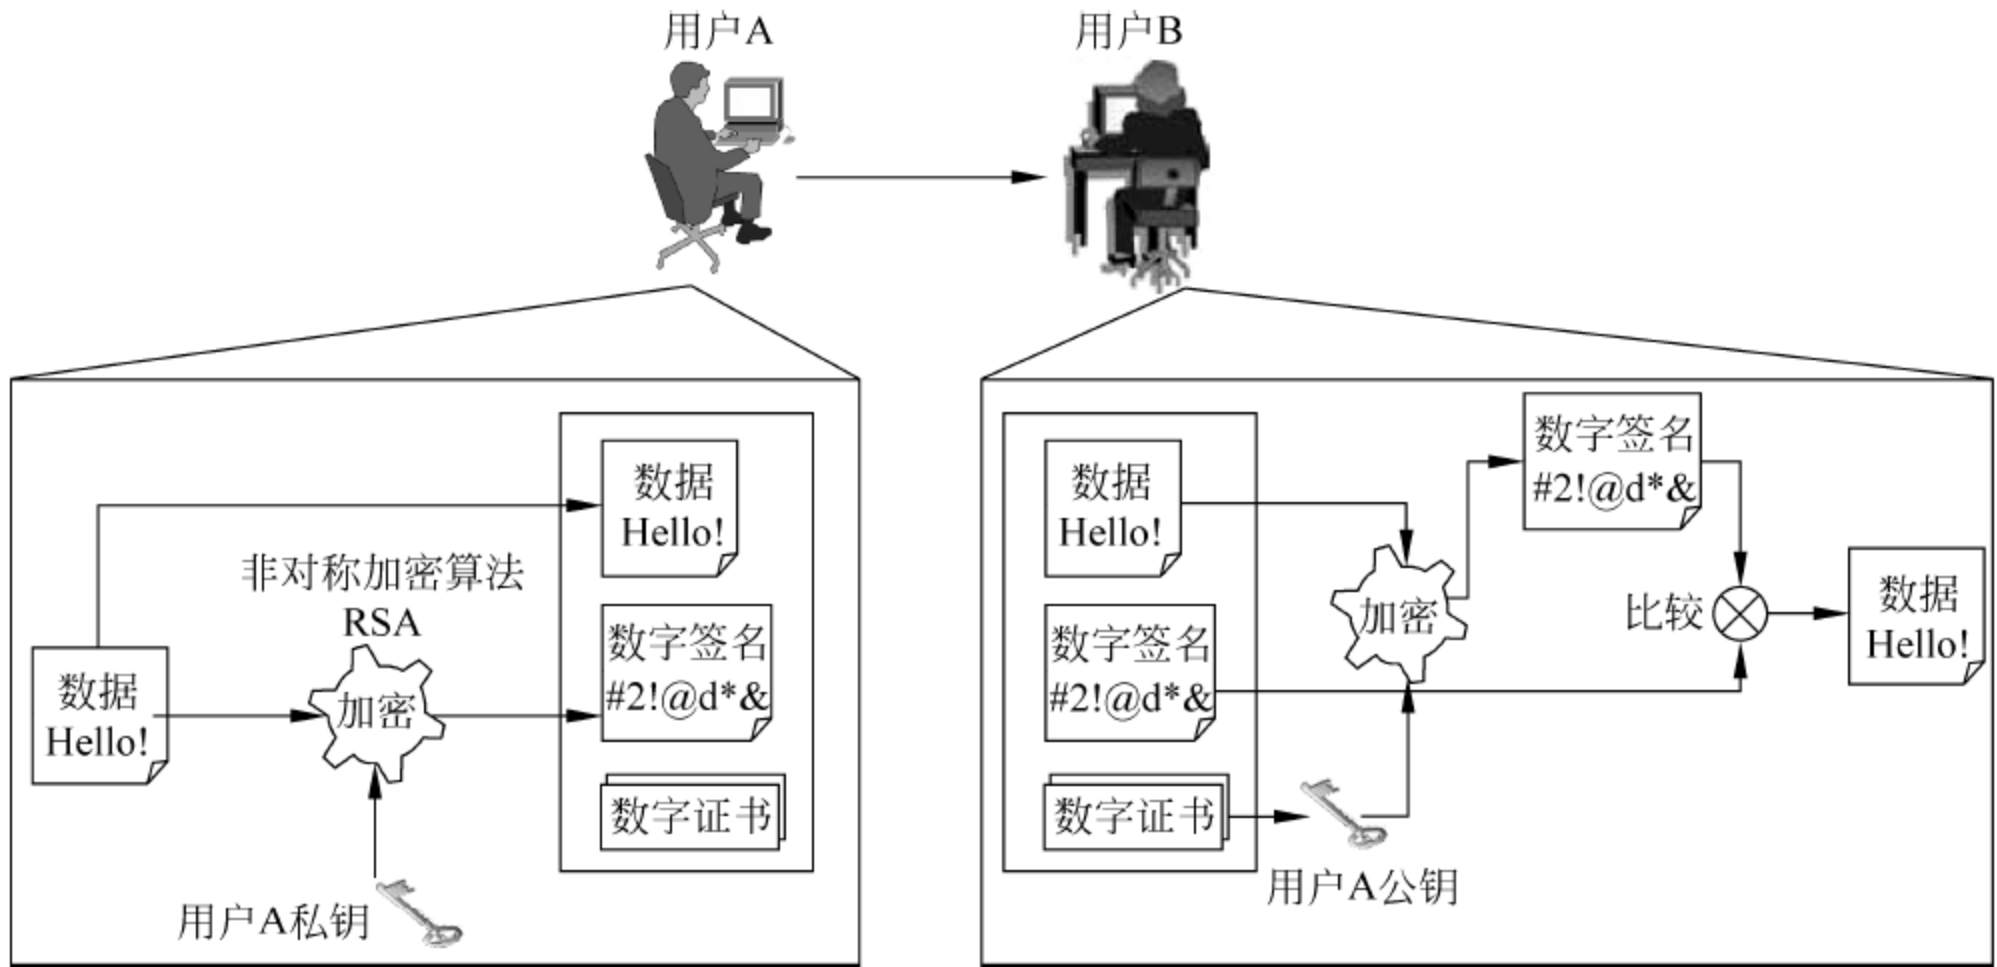 用户A
用户B
数据
Hello!
非对称加密算法
RSA
加密
用户A私钥
数据
Hello!
数字签名
#2!@d*&
数字证书
数据
Hello!
数字签名
#2!@d*&
数字证书
用户A公钥
加密
数字签名
#2!@d*&
比较
数据
Hello!